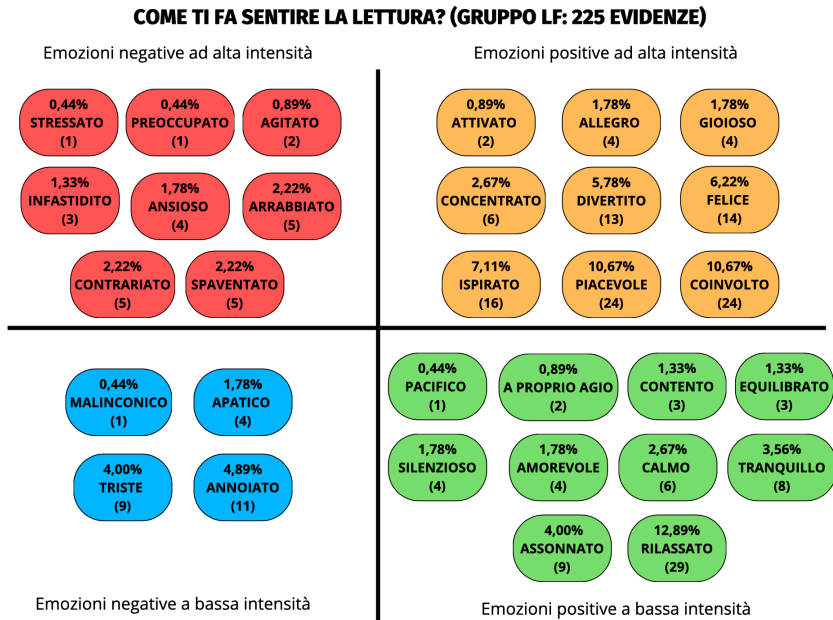 COME TI FA SENTIRE LA LETTURA? (GRUPPO LF: 225 EVIDENZE)
Emozioni negative ad alta intensità
Emozioni positive ad alta intensità
0,44%
STRESSATO
(1)
0,44%
PREOCCUPATO
(1)
0,89%
AGITATO
(2)
1,33%
INFASTIDITO
(3)
1,78%
ANSIOSO
(4)
2,22%
ARRABBIATO
(5)
2,22%
CONTRARIATO
(5)
2,22%
SPAVENTATO
(5)
0,89%
ATTIVATO
(2)
1,78%
ALLEGRO
(4)
1,78%
GIOIOSO
(4)
2,67%
CONCENTRATO
(6)
5,78%
DIVERTITO
(13)
6,22%
FELICE
(14)
7,11%
ISPIRATO
(16)
10,67%
PIACEVOLE
(24)
10,67%
COINVOLTO
(24)
0,44%
MALINCONICO
(1)
1,78%
APATICO
(4)
4,00%
TRISTE
(9)
4,89%
ANNOIATO
(11)
0,44%
PACIFICO
(1)
0,89%
A PROPRIO AGIO
(2)
1,33%
CONTENTO
(3)
1,33%
EQUILIBRATO
(3)
1,78%
SILENZIOSO
(4)
1,78%
AMOREVOLE
(4)
2,67%
CALMO
(6)
3,56%
TRANQUILLO
(8)
4,00%
ASSONNATO
(9)
12,89%
RILASSATO
(29)
Emozioni negative a bassa intensità
Emozioni positive a bassa intensità